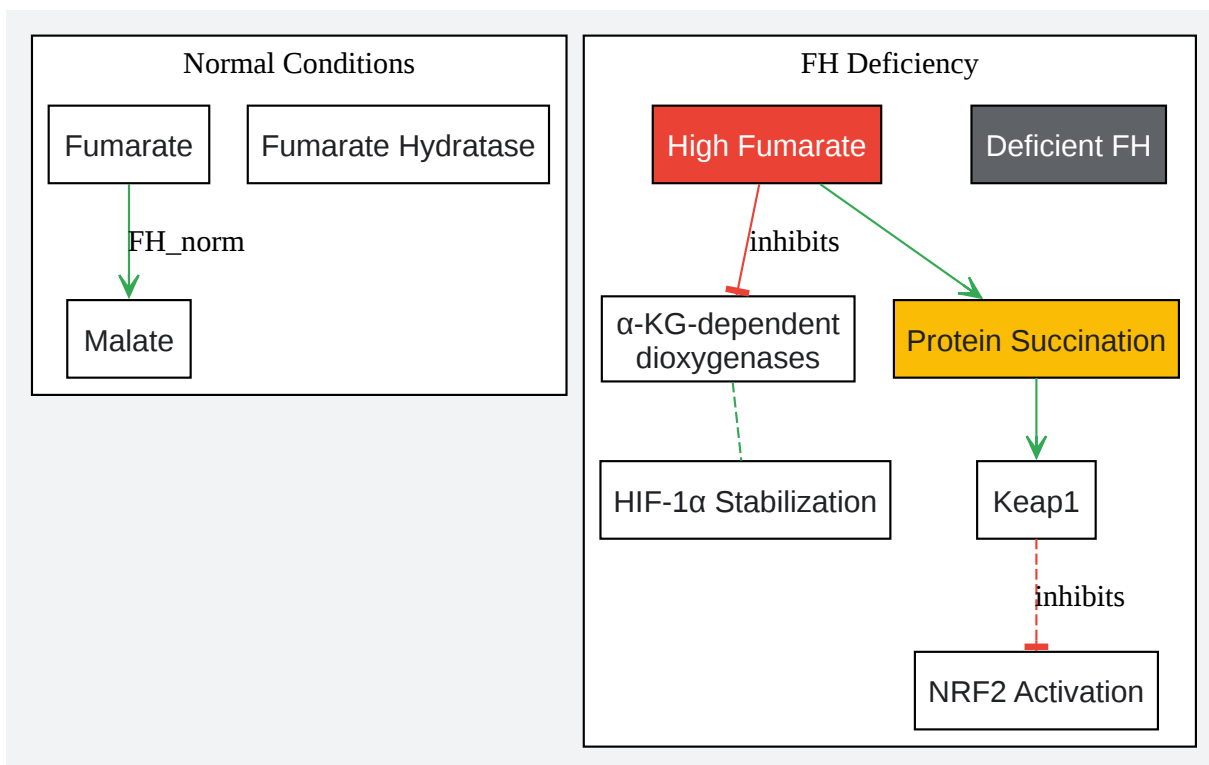 Normal Conditions
Fumarate
Fumarate Hydratase
FH_norm
Malate
FH Deficiency
High Fumarate
Deficient FH
inhibits
α-KG-dependent
dioxygenases
Protein Succination
HIF-1α Stabilization
Keap1
inhibits
NRF2 Activation